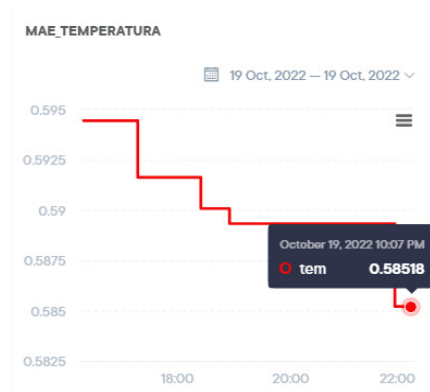 MAE_TEMPERATURA
19 Oct, 2022 — 19 Oct, 2022
0.595
0.5925
0.59
0.5875
0.585
0.5825
October 19, 2022 10:07 PM
tem 0.58518
18:00 20:00 22:00